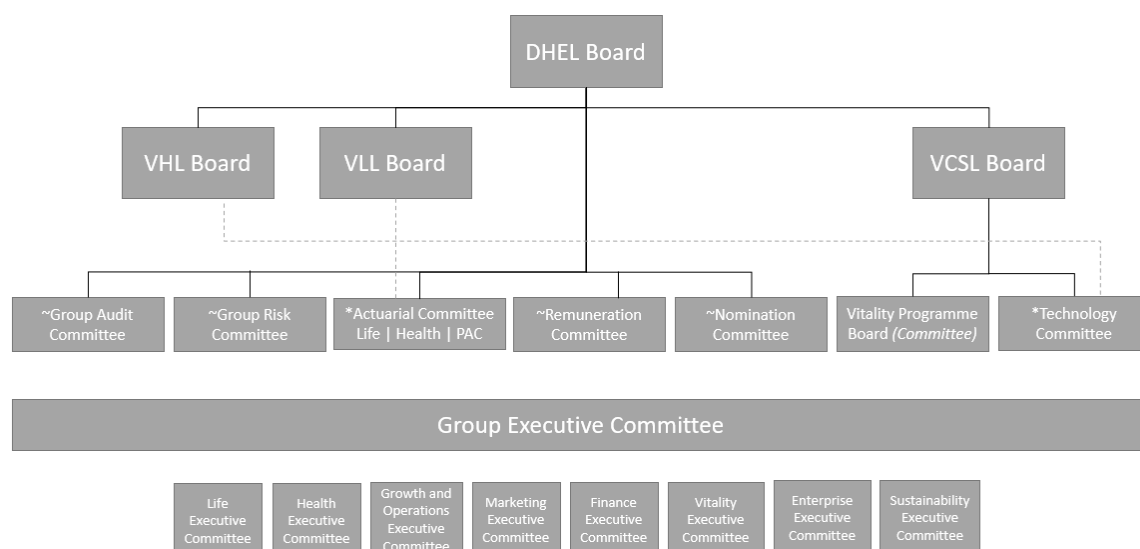 DHEL Board
VHL Board
VLL Board
VCSL Board
~Group Audit
Committee
~Group Risk
Committee
*Actuarial Committee
Life | Health | PAC
~Remuneration
Committee
~Nomination
Committee
Vitality Programme
Board (Committee)
*Technology
Committee
Group Executive Committee
Life
Executive
Committee
Health
Executive
Committee
Growth and
Operations
Executive
Committee
Marketing
Executive
Committee
Finance
Executive
Committee
Vitality
Executive
Committee
Enterprise
Executive
Committee
Sustainability
Executive
Committee